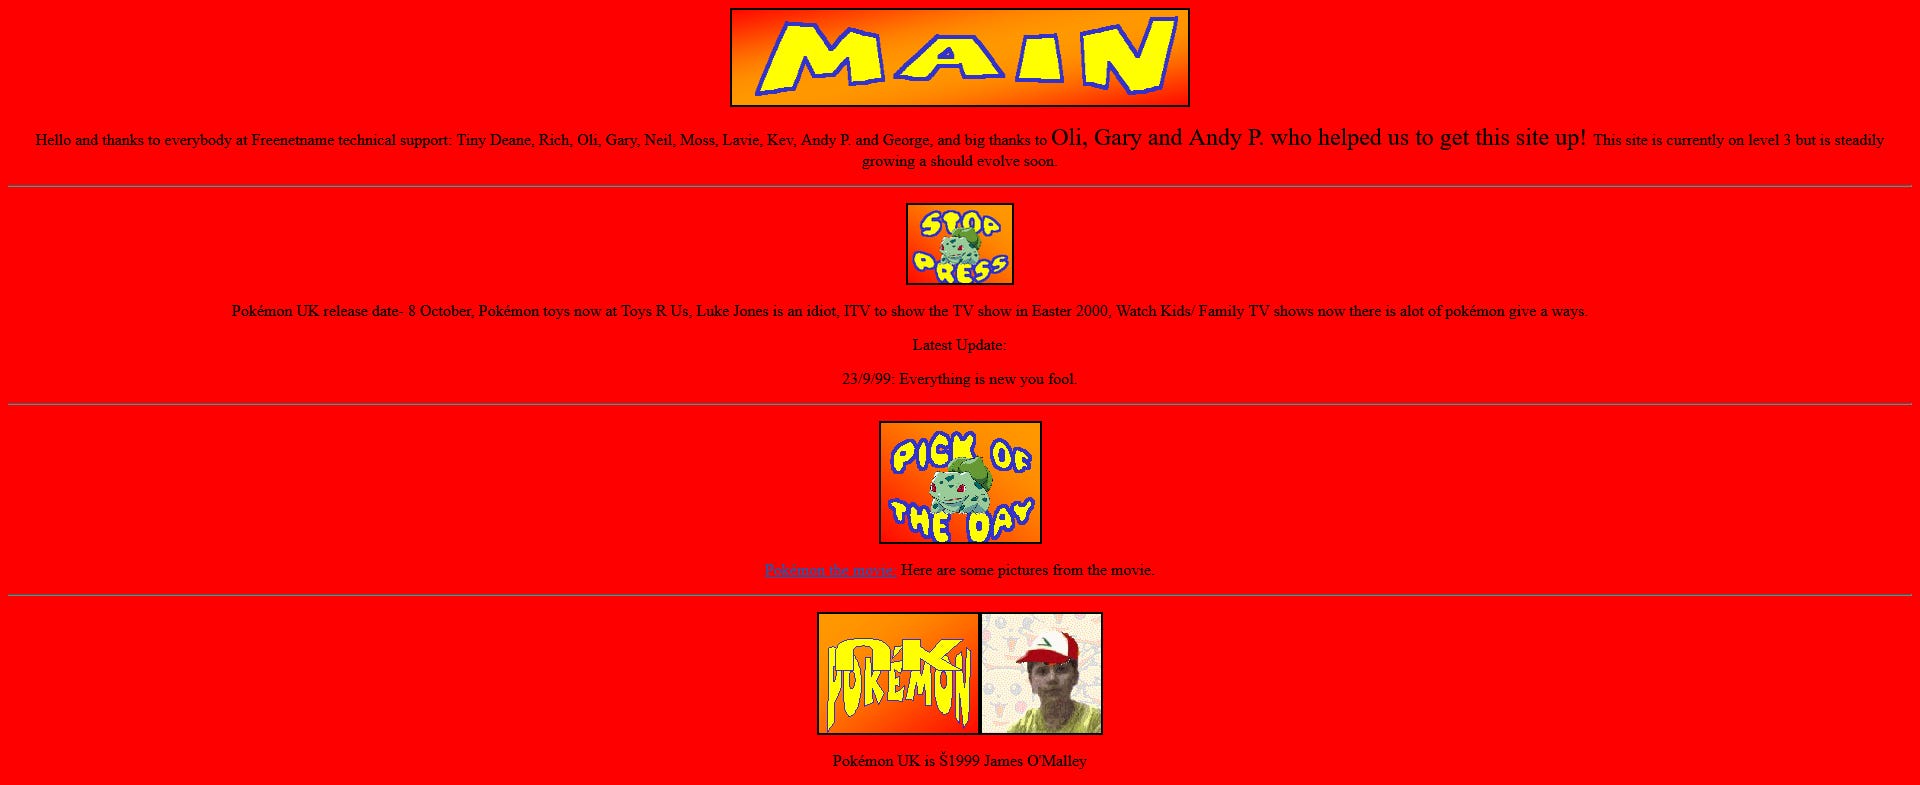 MAIN
Hello and thanks to everybody at Freenetname technical support: Tiny Deane, Rich, Oli, Gary, Neil, Moss, Lavie, Kev, Andy P. and George, and big thanks to Oli, Gary and Andy P. who helped us to get this site up! This site is currently on level 3 but is steadily
growing a should evolve soon.
STOP
PRESS
Pokémon UK release date- 8 October, Pokémon toys now at Toys R Us, Luke Jones is an idiot, ITV to show the TV show in Easter 2000, Watch Kids/ Family TV shows now there is alot of pokémon give a ways.
Latest Update:
23/9/99: Everything is new you fool.
PICK OF
THE DAY
Pokémon the movie: Here are some pictures from the movie.
UK
POKÉMON
Pokémon UK is Š1999 James O'Malley